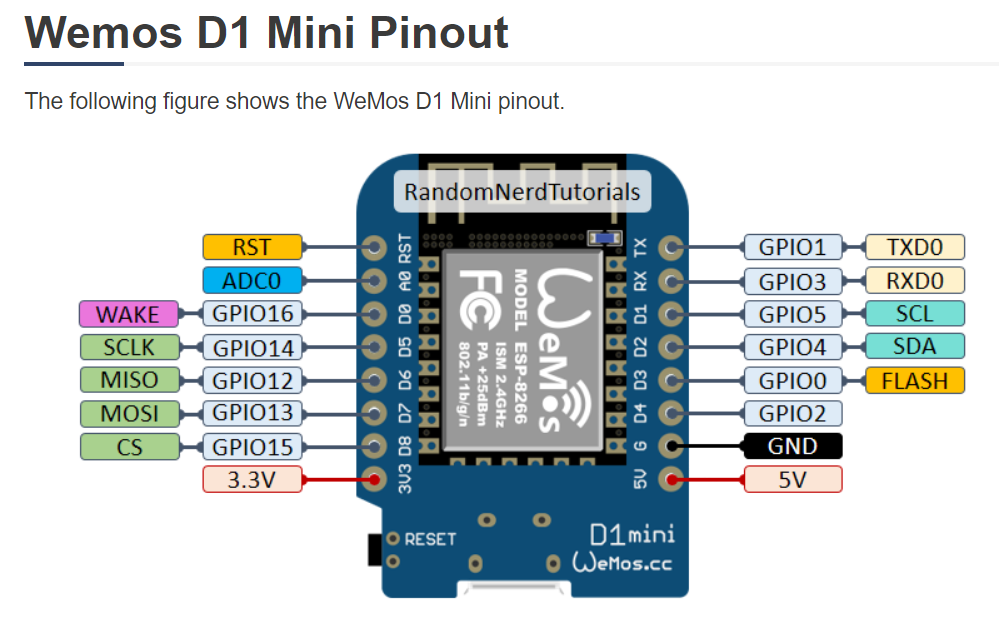 Wemos D1 Mini Pinout
The following figure shows the WeMos D1 Mini pinout.
RandomNerdTutorials
RST RST TX GPIO1 TXD0
ADC0 A0 RX GPIO3 RXD0
WAKE GPIO16 D0 D1 GPIO5 SCL
SCLK GPIO14 D5 D2 GPIO4 SDA
MISO GPIO12 D6 D3 GPIO0 FLASH
MOSI GPIO13 D7 D4 GPIO2
CS GPIO15 D8 G GND
3.3V 3V3 5V 5V
WeMos
MODEL ESP-8266
ISM 2.4GHz
PA +25dBm
802.11b/g/n
FC
RESET
D1mini
WeMos.cc